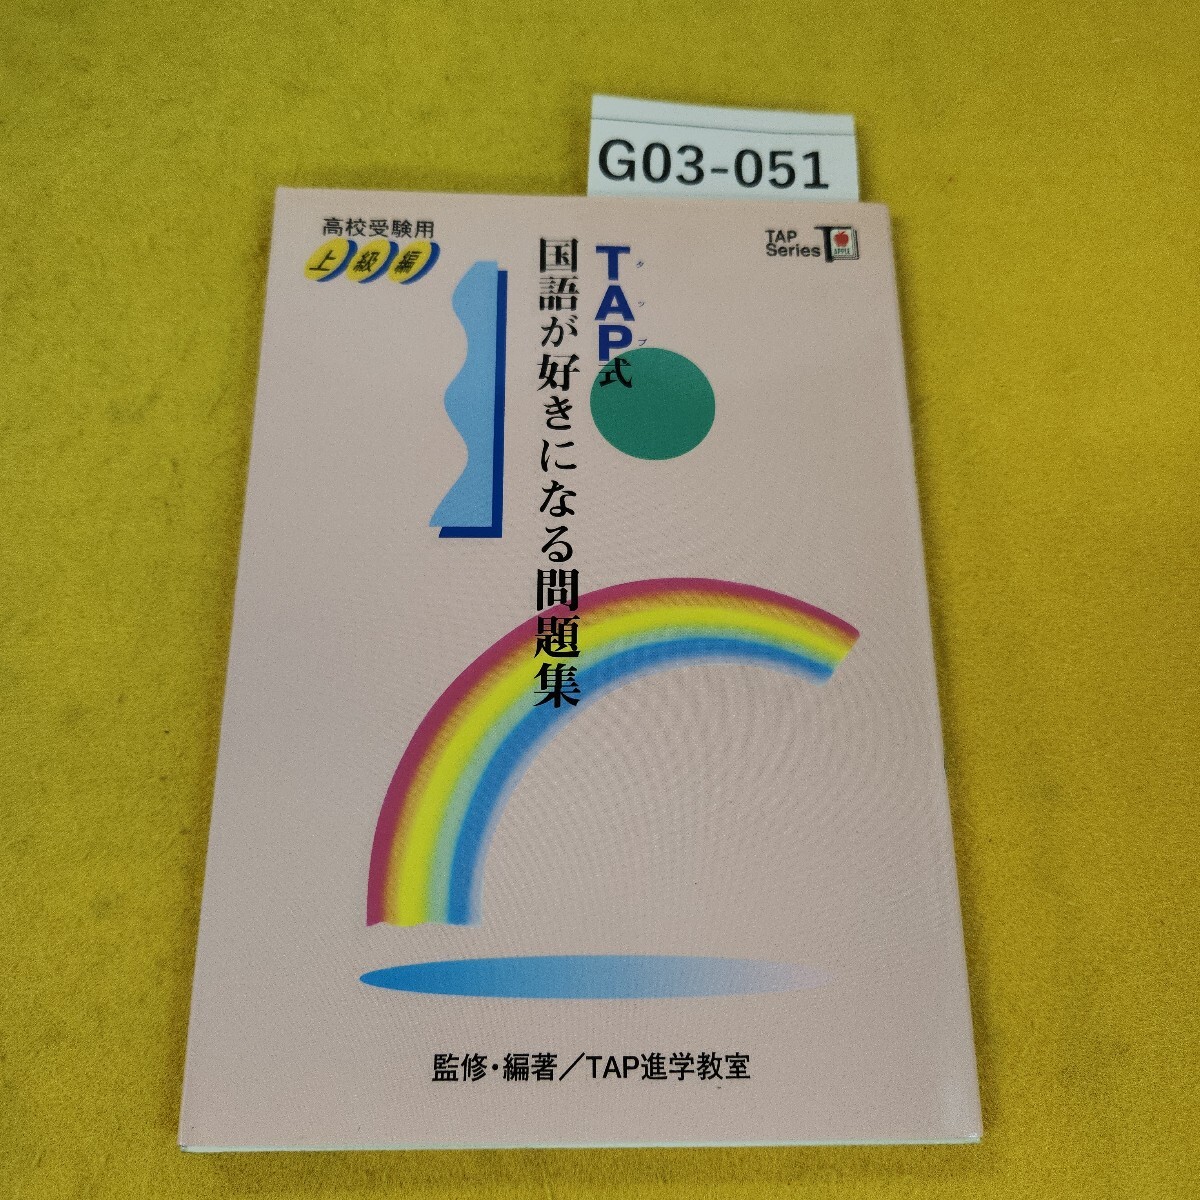 G03-051
高校受験用
上級編
TAP
Series
APPLE
TAP式
タップ
国語が好きになる問題集
監修・編著／TAP進学教室